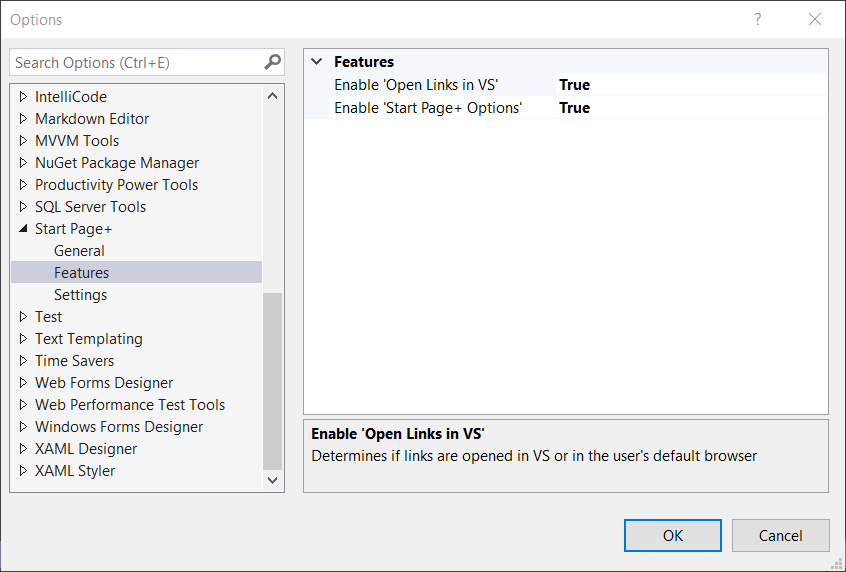 Options
?
Search Options (Ctrl+E)
IntelliCode
Markdown Editor
MVVM Tools
NuGet Package Manager
Productivity Power Tools
SQL Server Tools
Start Page+
General
Features
Settings
Test
Text Templating
Time Savers
Web Forms Designer
Web Performance Test Tools
Windows Forms Designer
XAML Designer
XAML Styler
Features
Enable 'Open Links in VS' True
Enable 'Start Page+ Options' True
Enable 'Open Links in VS'
Determines if links are opened in VS or in the user's default browser
OK Cancel